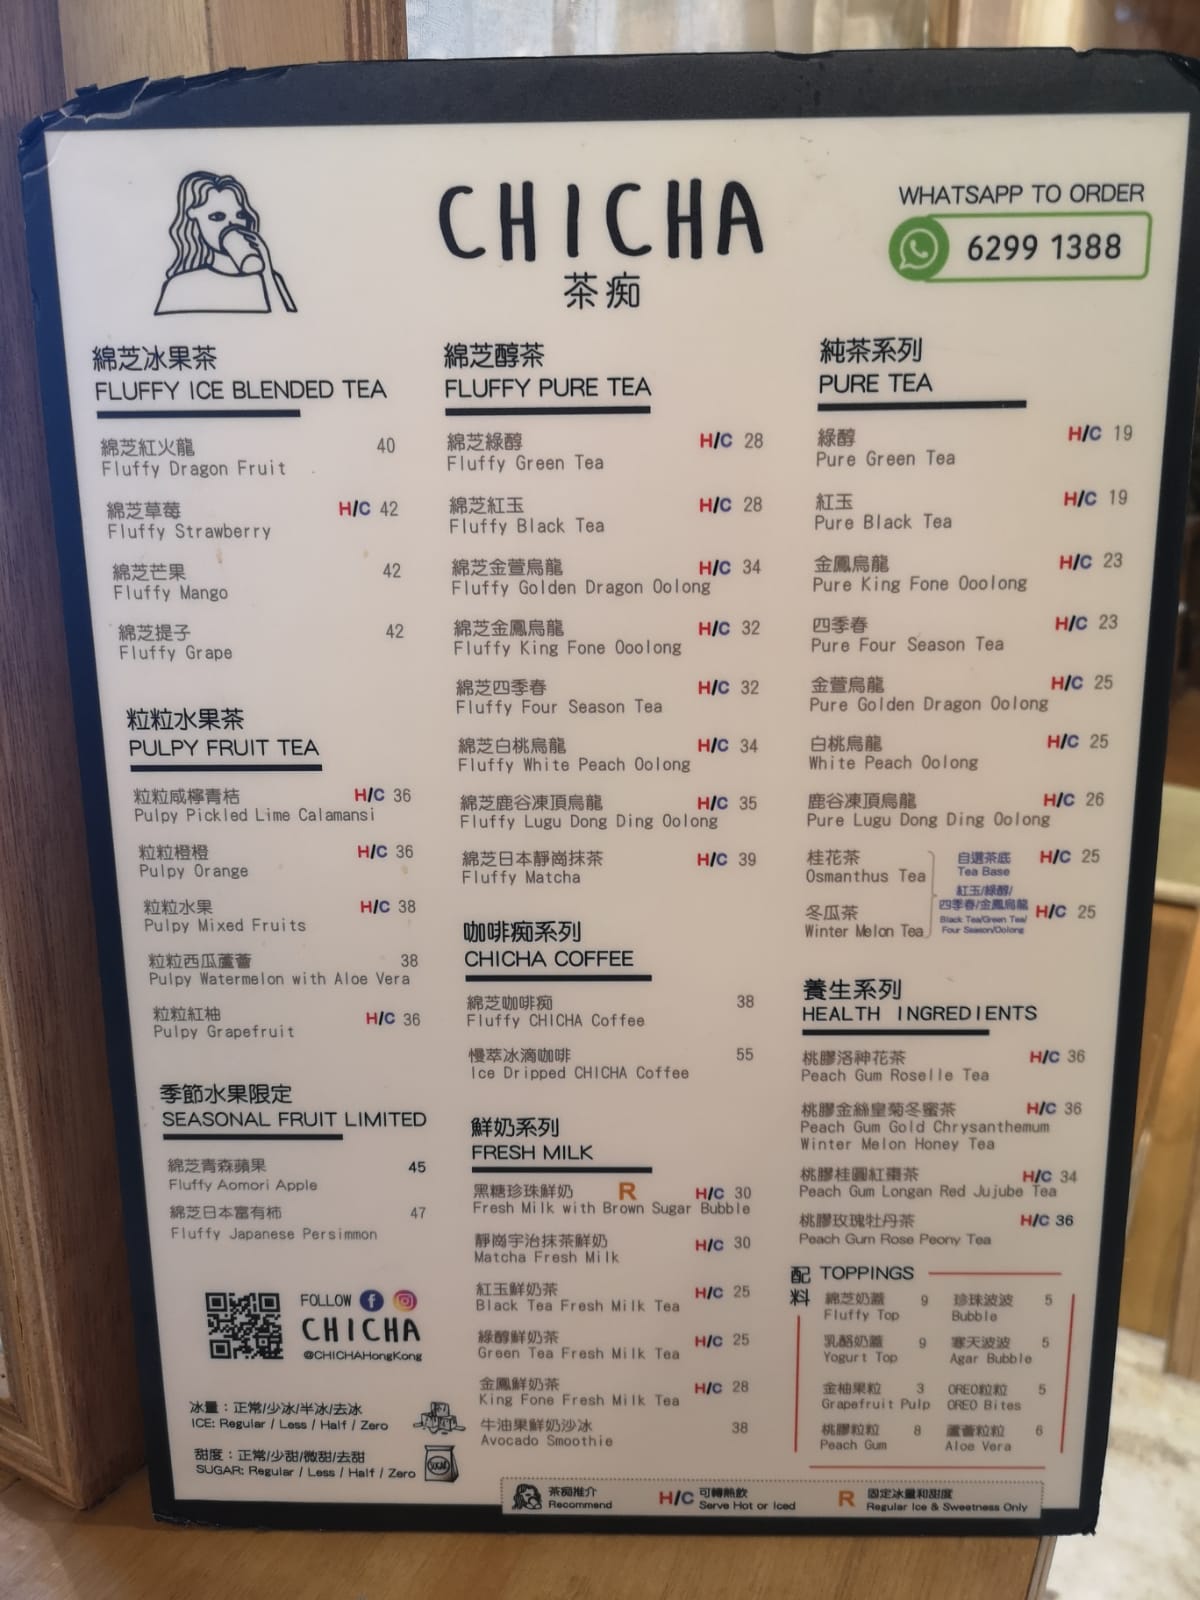 CHICHA
茶痴
WHATSAPP TO ORDER
6299 1388
綿芝冰果茶
FLUFFY ICE BLENDED TEA
綿芝紅火龍 40
Fluffy Dragon Fruit
綿芝草莓 H/C 42
Fluffy Strawberry
綿芝芒果 42
Fluffy Mango
綿芝提子 42
Fluffy Grape
粒粒水果茶
PULPY FRUIT TEA
粒粒咸檸青桔 H/C 36
Pulpy Pickled Lime Calamansi
粒粒橙橙 H/C 36
Pulpy Orange
粒粒水果 H/C 38
Pulpy Mixed Fruits
粒粒西瓜蘆薈 38
Pulpy Watermelon with Aloe Vera
粒粒紅柚 H/C 36
Pulpy Grapefruit
季節水果限定
SEASONAL FRUIT LIMITED
綿芝青森蘋果 45
Fluffy Aomori Apple
綿芝日本富有柿 47
Fluffy Japanese Persimmon
FOLLOW
CHICHA
@CHICHAHongKong
冰量：正常/少冰/半冰/去冰
ICE: Regular / Less / Half / Zero
甜度：正常/少甜/微甜/去甜
SUGAR: Regular / Less / Half / Zero
SUGAR
綿芝醇茶
FLUFFY PURE TEA
綿芝綠醇 H/C 28
Fluffy Green Tea
綿芝紅玉 H/C 28
Fluffy Black Tea
綿芝金萱烏龍 H/C 34
Fluffy Golden Dragon Oolong
綿芝金鳳烏龍 H/C 32
Fluffy King Fone Ooolong
綿芝四季春 H/C 32
Fluffy Four Season Tea
綿芝白桃烏龍 H/C 34
Fluffy White Peach Oolong
綿芝鹿谷凍頂烏龍 H/C 35
Fluffy Lugu Dong Ding Oolong
綿芝日本靜崗抹茶 H/C 39
Fluffy Matcha
咖啡痴系列
CHICHA COFFEE
綿芝咖啡痴 38
Fluffy CHICHA Coffee
慢萃冰滴咖啡 55
Ice Dripped CHICHA Coffee
鮮奶系列
FRESH MILK
黑糖珍珠鮮奶 R H/C 30
Fresh Milk with Brown Sugar Bubble
靜崗宇治抹茶鮮奶 H/C 30
Matcha Fresh Milk
紅玉鮮奶茶 H/C 25
Black Tea Fresh Milk Tea
綠醇鮮奶茶 H/C 25
Green Tea Fresh Milk Tea
金鳳鮮奶茶 H/C 28
King Fone Fresh Milk Tea
牛油果鮮奶沙冰 38
Avocado Smoothie
純茶系列
PURE TEA
綠醇 H/C 19
Pure Green Tea
紅玉 H/C 19
Pure Black Tea
金鳳烏龍 H/C 23
Pure King Fone Ooolong
四季春 H/C 23
Pure Four Season Tea
金萱烏龍 H/C 25
Pure Golden Dragon Oolong
白桃烏龍 H/C 25
White Peach Oolong
鹿谷凍頂烏龍 H/C 26
Pure Lugu Dong Ding Oolong
桂花茶 H/C 25
Osmanthus Tea
冬瓜茶 H/C 25
Winter Melon Tea
自選茶底
Tea Base
紅玉/綠醇/
四季春/金鳳烏龍
Black Tea/Green Tea/
Four Season/Oolong
養生系列
HEALTH INGREDIENTS
桃膠洛神花茶 H/C 36
Peach Gum Roselle Tea
桃膠金絲皇菊冬蜜茶 H/C 36
Peach Gum Gold Chrysanthemum
Winter Melon Honey Tea
桃膠桂圓紅棗茶 H/C 34
Peach Gum Longan Red Jujube Tea
桃膠玫瑰牡丹茶 H/C 36
Peach Gum Rose Peony Tea
配料 TOPPINGS
綿芝奶蓋 9 珍珠波波 5
Fluffy Top Bubble
乳酪奶蓋 9 寒天波波 5
Yogurt Top Agar Bubble
金柚果粒 3 OREO粒粒 5
Grapefruit Pulp OREO Bites
桃膠粒粒 8 蘆薈粒粒 6
Peach Gum Aloe Vera
茶痴推介 H/C 可轉熱飲 R 固定冰量和甜度
Recommend Serve Hot or Iced Regular Ice & Sweetness Only